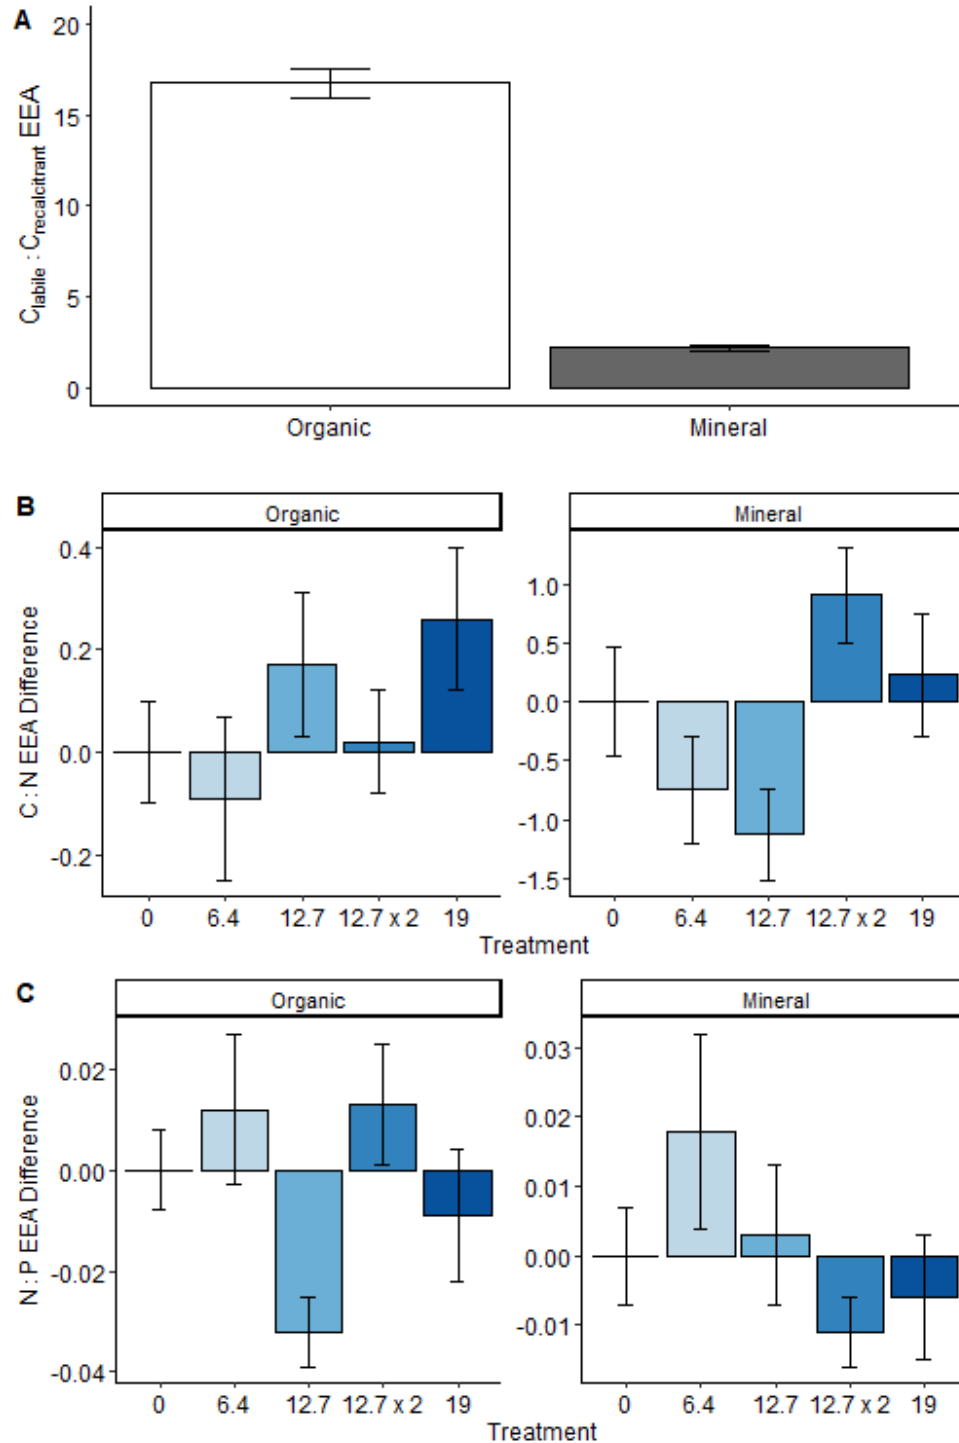 A
C_labile : C_recalcitrant EEA
20
15
10
5
0
Organic Mineral
B
Organic Mineral
C : N EEA Difference
0.4
0.2
0.0
-0.2
1.0
0.5
0.0
-0.5
-1.0
-1.5
0 6.4 12.7 12.7 x 2 19
0 6.4 12.7 12.7 x 2 19
Treatment
C
Organic Mineral
N : P EEA Difference
0.02
0.00
-0.02
-0.04
0.03
0.02
0.01
0.00
-0.01
0 6.4 12.7 12.7 x 2 19
0 6.4 12.7 12.7 x 2 19
Treatment